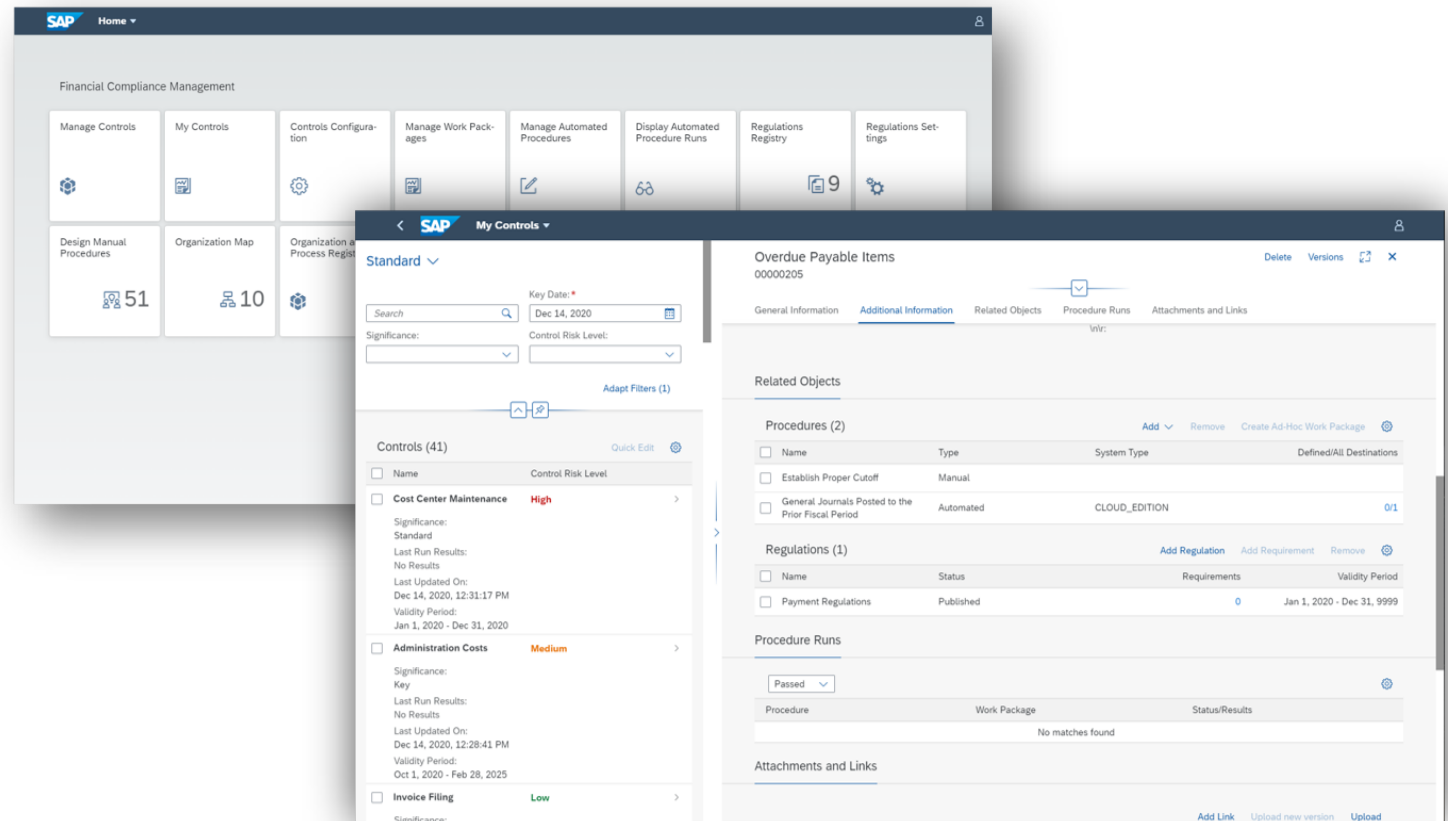 SAP Home
Financial Compliance Management
Manage Controls
My Controls
Controls Configura-
tion
Manage Work Pack-
ages
Manage Automated
Procedures
Display Automated
Procedure Runs
Regulations
Registry
9
Regulations Set-
tings
Design Manual
Procedures
51
Organization Map
10
Organization a
Process Regist
SAP My Controls
Standard
Key Date:*
Search
Dec 14, 2020
Significance:
Control Risk Level:
Adapt Filters (1)
Controls (41)
Quick Edit
Name Control Risk Level
Cost Center Maintenance High
Significance:
Standard
Last Run Results:
No Results
Last Updated On:
Dec 14, 2020, 12:31:17 PM
Validity Period:
Jan 1, 2020 - Dec 31, 2020
Administration Costs Medium
Significance:
Key
Last Run Results:
No Results
Last Updated On:
Dec 14, 2020, 12:28:41 PM
Validity Period:
Oct 1, 2020 - Feb 28, 2025
Invoice Filing Low
Significance:
Overdue Payable Items
00000205
Delete Versions
General Information Additional Information Related Objects Procedure Runs Attachments and Links
\n\r:
Related Objects
Procedures (2)
Add Remove Create Ad-Hoc Work Package
Name Type System Type Defined/All Destinations
Establish Proper Cutoff Manual
General Journals Posted to the
Prior Fiscal Period
Automated CLOUD_EDITION 0/1
Regulations (1)
Add Regulation Add Requirement Remove
Name Status Requirements Validity Period
Payment Regulations Published 0 Jan 1, 2020 - Dec 31, 9999
Procedure Runs
Passed
Procedure Work Package Status/Results
No matches found
Attachments and Links
Add Link Upload new version Upload